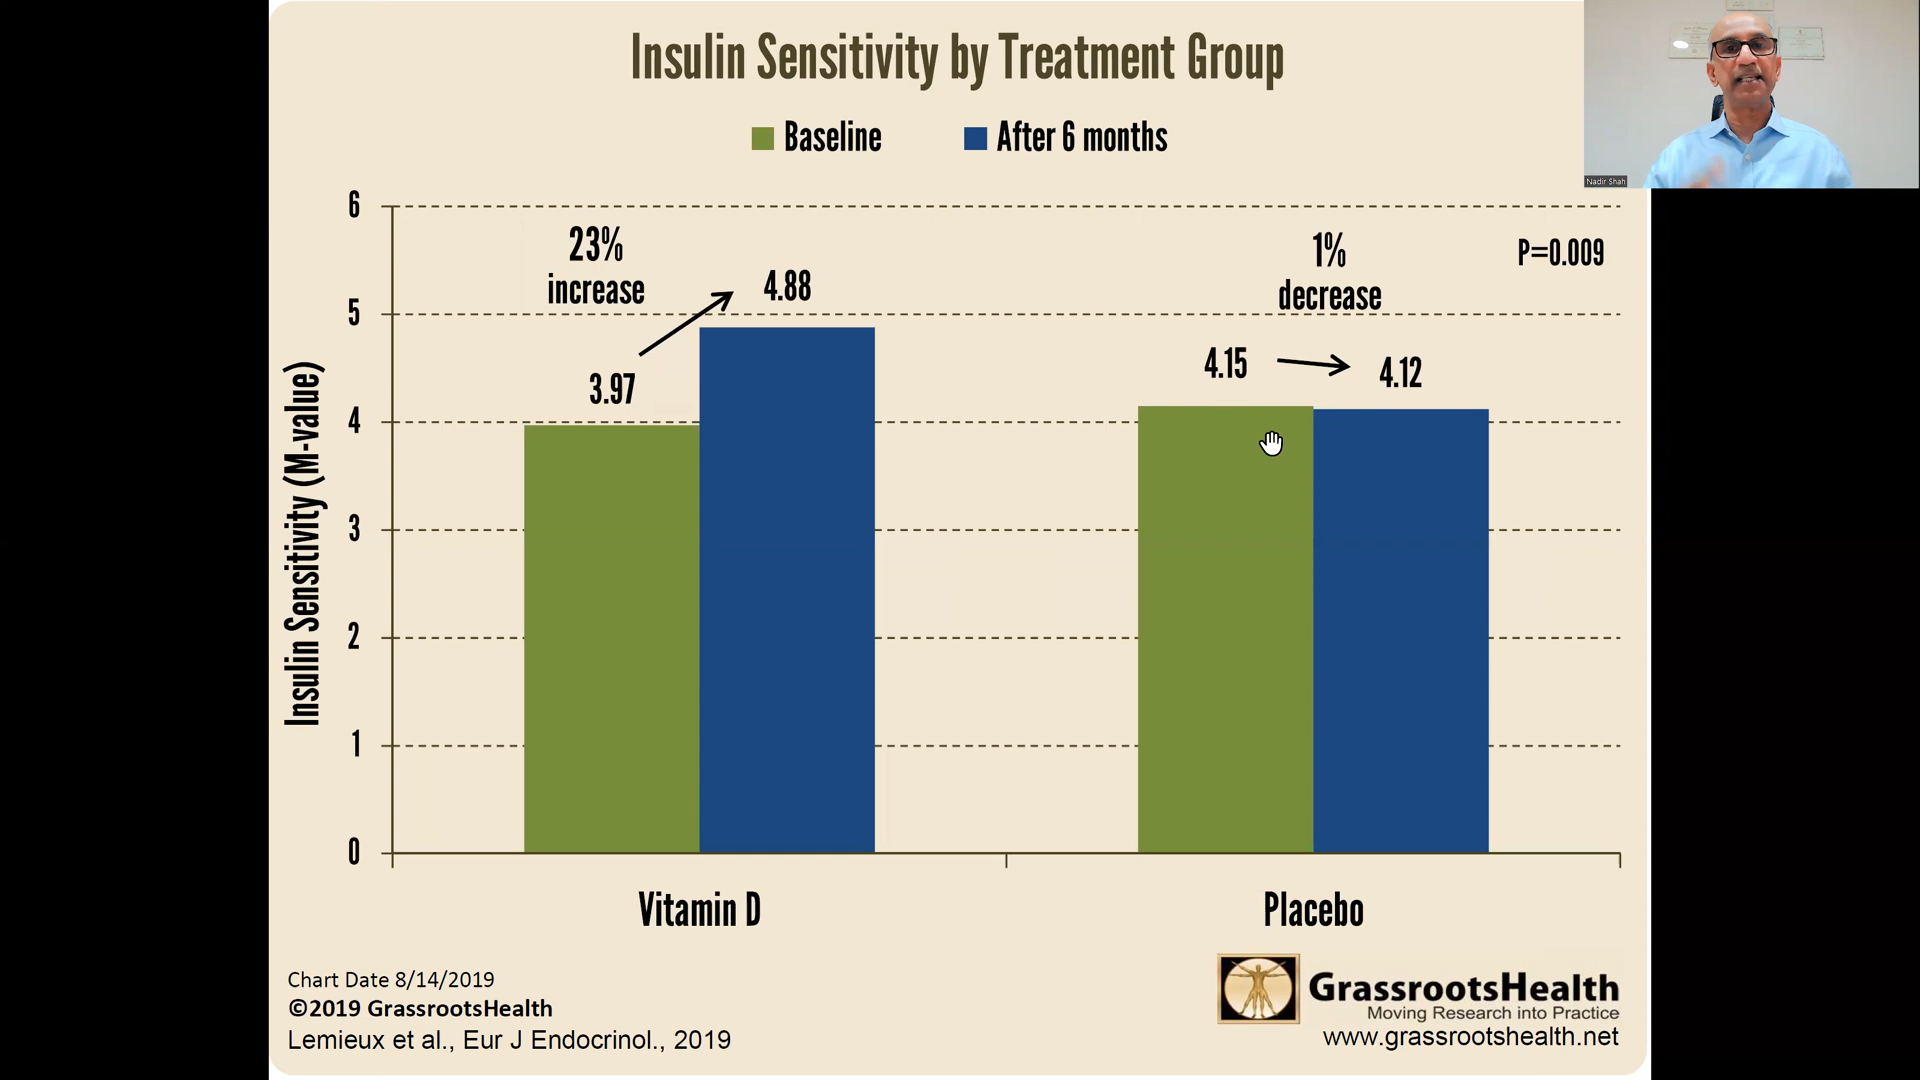 Insulin Sensitivity by Treatment Group
Baseline
After 6 months
Nadir Shah
Insulin Sensitivity (M-value)
6
5
4
3
2
1
0
23%
increase
3.97
4.88
1%
decrease
4.15
4.12
P=0.009
Vitamin D
Placebo
Chart Date 8/14/2019
©2019 GrassrootsHealth
Lemieux et al., Eur J Endocrinol., 2019
GrassrootsHealth
Moving Research into Practice
www.grassrootshealth.net